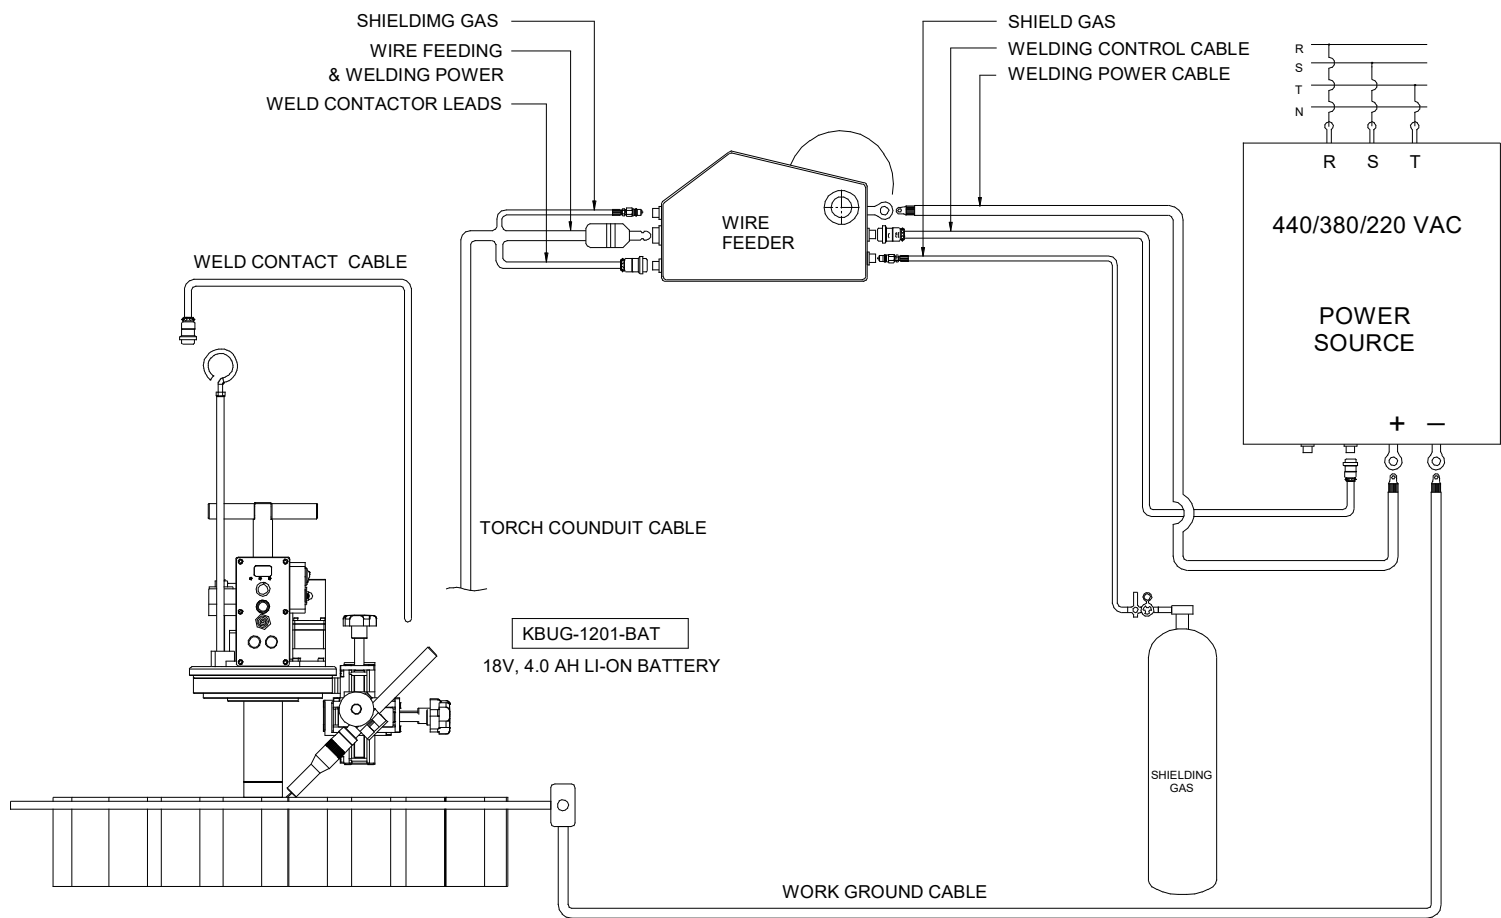 SHIELDIMG GAS
WIRE FEEDING
& WELDING POWER
WELD CONTACTOR LEADS
SHIELD GAS
WELDING CONTROL CABLE
WELDING POWER CABLE
R
S
T
N
R S T
440/380/220 VAC
POWER
SOURCE
+ −
WIRE
FEEDER
WELD CONTACT CABLE
TORCH COUNDUIT CABLE
KBUG-1201-BAT
18V, 4.0 AH LI-ON BATTERY
SHIELDING
GAS
WORK GROUND CABLE